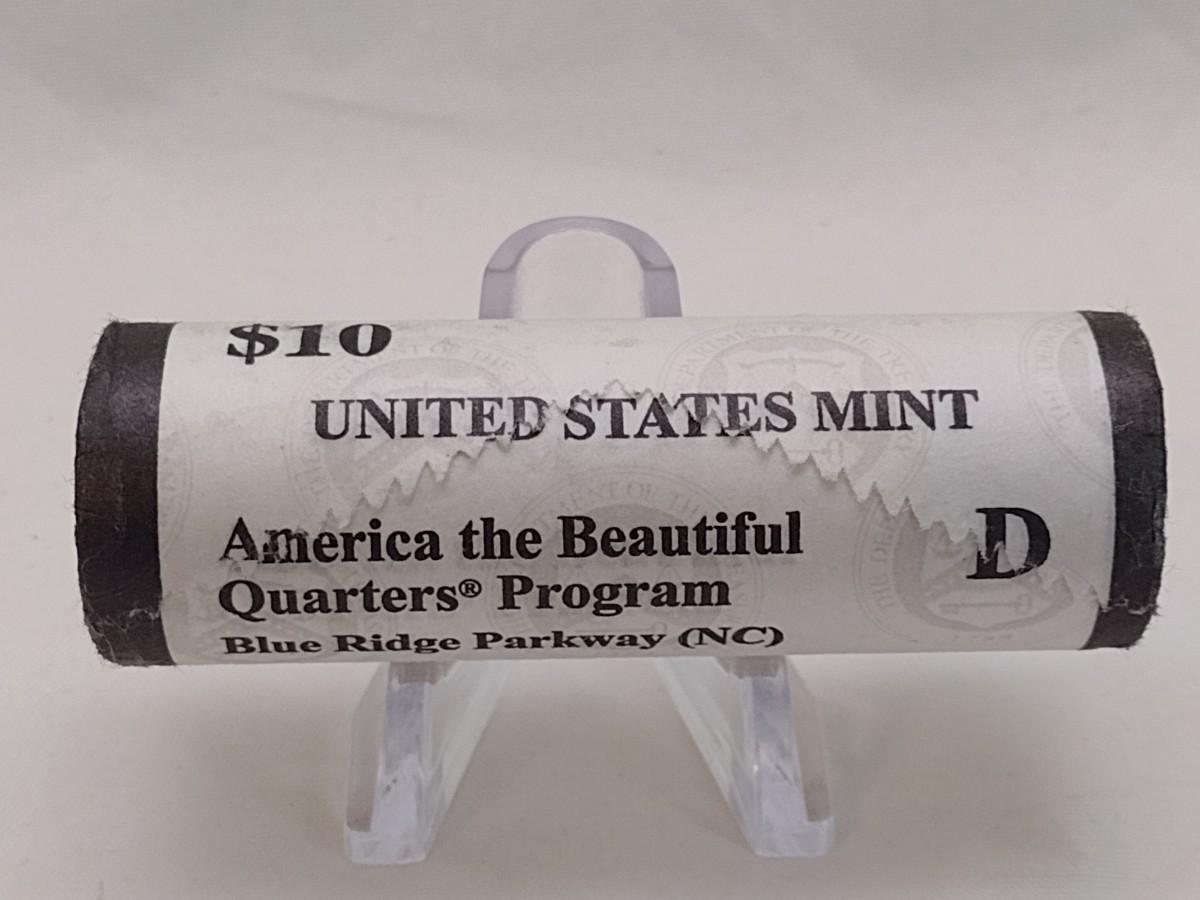 $10
UNITED STATES MINT
America the Beautiful
Quarters® Program
D
Blue Ridge Parkway (NC)